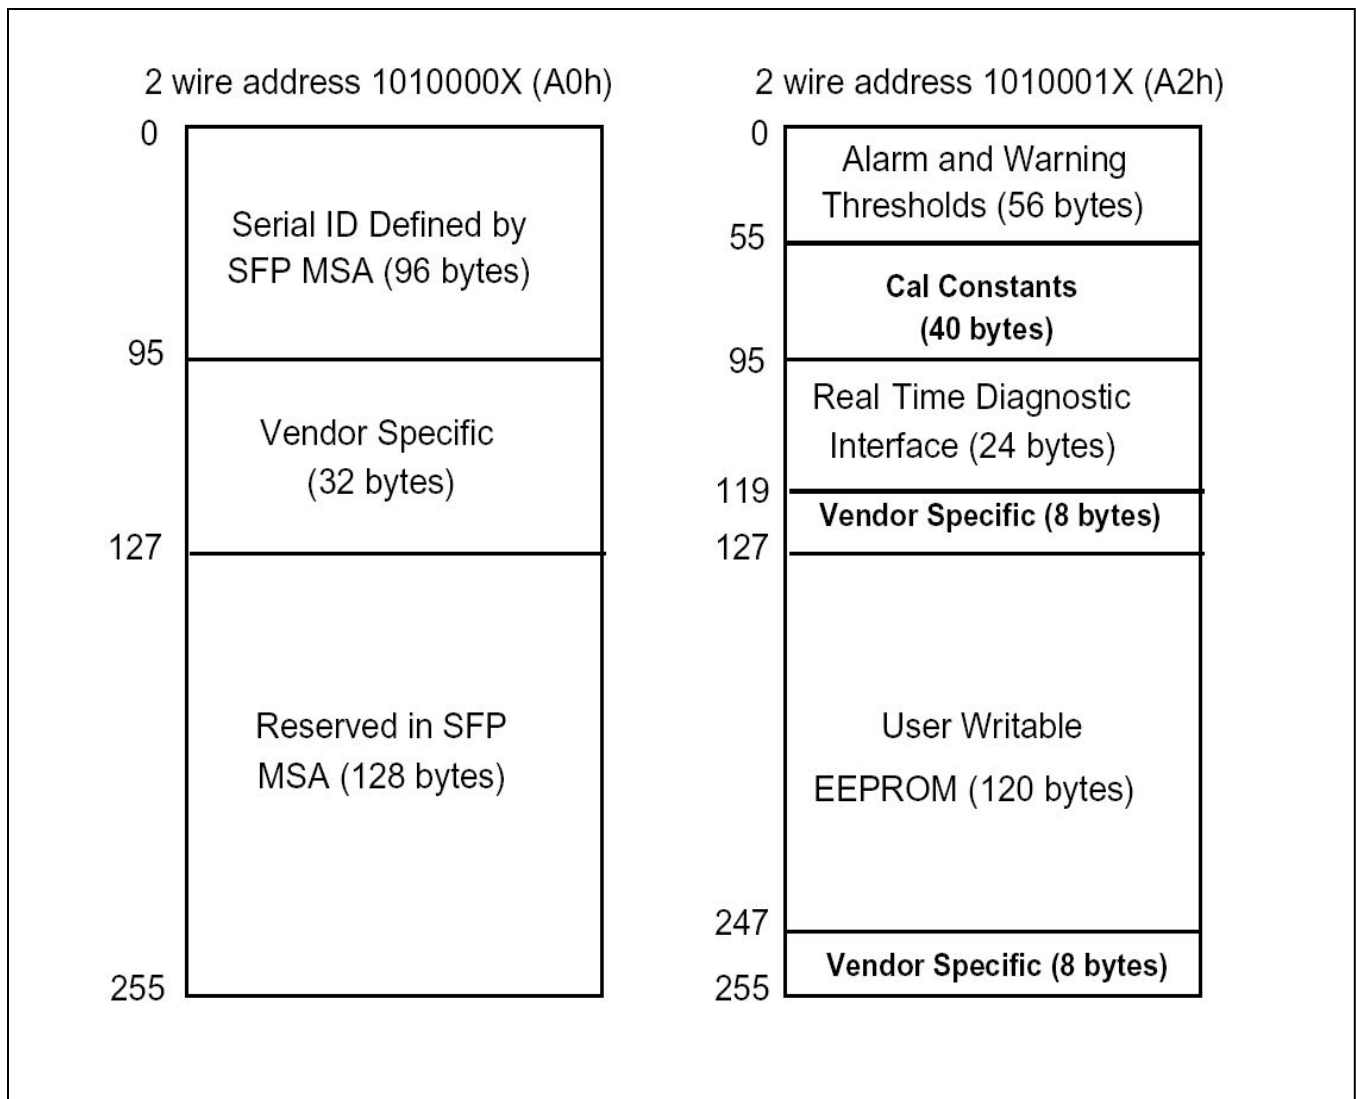 2 wire address 1010000X (A0h)
0
Serial ID Defined by
SFP MSA (96 bytes)
95
Vendor Specific
(32 bytes)
127
Reserved in SFP
MSA (128 bytes)
255
2 wire address 1010001X (A2h)
0
Alarm and Warning
Thresholds (56 bytes)
55
Cal Constants
(40 bytes)
95
Real Time Diagnostic
Interface (24 bytes)
119
Vendor Specific (8 bytes)
127
User Writable
EEPROM (120 bytes)
247
Vendor Specific (8 bytes)
255